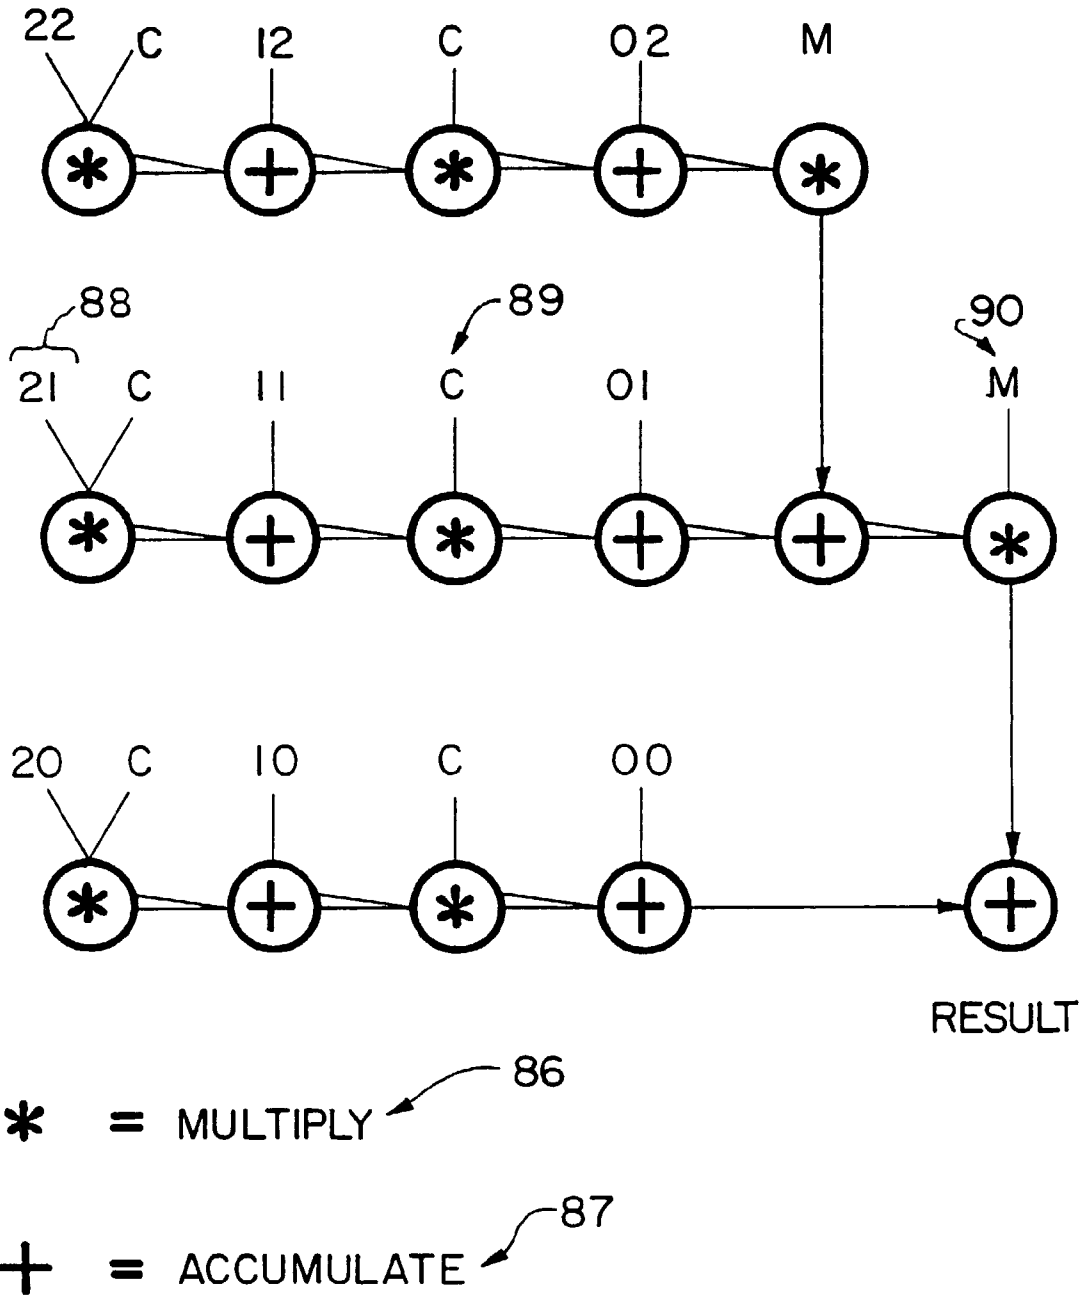 22 C 12 C 02 M
* + * + *
88 89 90
21 C 11 C 01 M
* + * + + *
20 C 10 C 00
* + * + +
RESULT
86
* = MULTIPLY
87
+ = ACCUMULATE